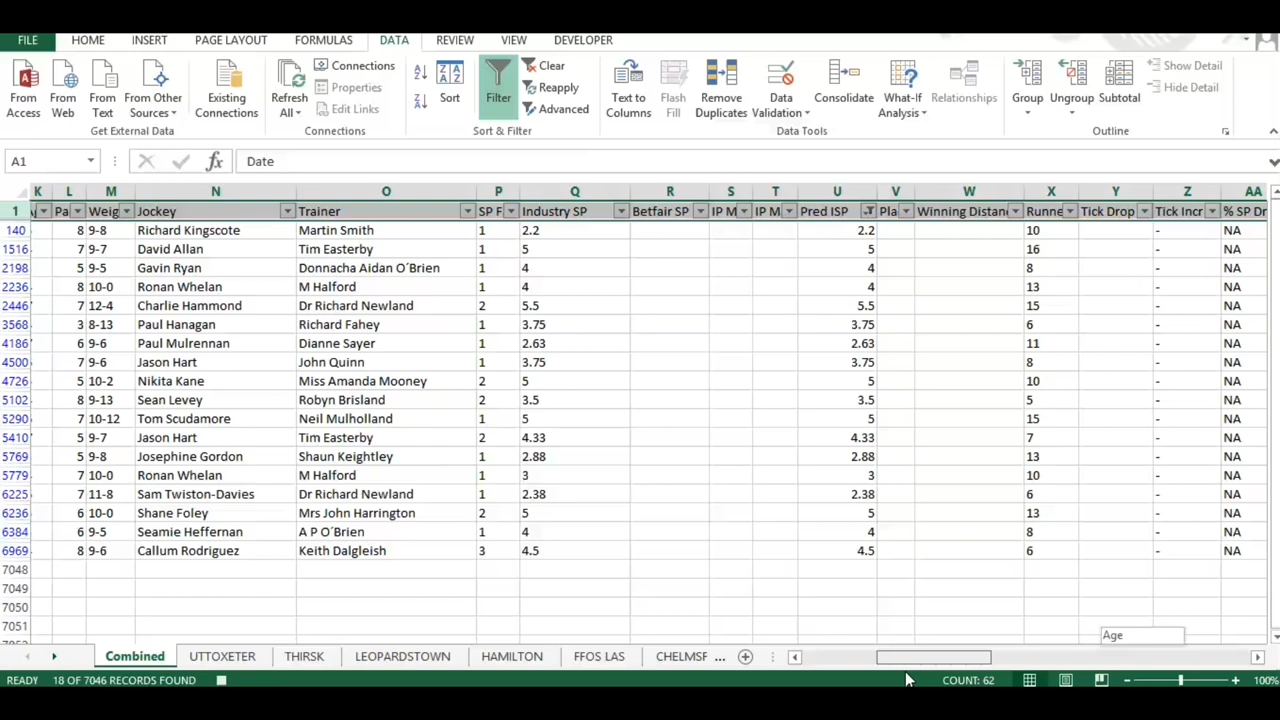 FILE HOME INSERT PAGE LAYOUT FORMULAS DATA REVIEW VIEW DEVELOPER
From Access From Web From Text From Other Sources Existing Connections Refresh All Connections Properties Edit Links Sort Filter Clear Reapply Advanced Text to Columns Flash Fill Remove Duplicates Data Validation Consolidate What-If Analysis Relationships Group Ungroup Subtotal Show Detail Hide Detail
Get External Data Connections Sort & Filter Data Tools Outline
A1 fx Date
K L M N O P Q R S T U V W X Y Z AA
1 Pa Weig Jockey Trainer SP F Industry SP Betfair SP IP M IP M Pred ISP Pla Winning Distan Runne Tick Drop Tick Incr % SP Dr
140 8 9-8 Richard Kingscote Martin Smith 1 2.2 2.2 10 - NA
1516 7 9-7 David Allan Tim Easterby 1 5 5 16 - NA
2198 5 9-5 Gavin Ryan Donnacha Aidan O´Brien 1 4 4 8 - NA
2236 8 10-0 Ronan Whelan M Halford 1 4 4 13 - NA
2446 7 12-4 Charlie Hammond Dr Richard Newland 2 5.5 5.5 15 - NA
3568 3 8-13 Paul Hanagan Richard Fahey 1 3.75 3.75 6 - NA
4186 6 9-6 Paul Mulrennan Dianne Sayer 1 2.63 2.63 11 - NA
4500 7 9-6 Jason Hart John Quinn 1 3.75 3.75 8 - NA
4726 5 10-2 Nikita Kane Miss Amanda Mooney 2 5 5 10 - NA
5102 8 9-13 Sean Levey Robyn Brisland 2 3.5 3.5 5 - NA
5290 7 10-12 Tom Scudamore Neil Mulholland 1 5 5 15 - NA
5410 5 9-7 Jason Hart Tim Easterby 2 4.33 4.33 7 - NA
5769 5 9-8 Josephine Gordon Shaun Keightley 1 2.88 2.88 13 - NA
5779 7 10-0 Ronan Whelan M Halford 1 3 3 10 - NA
6225 7 11-8 Sam Twiston-Davies Dr Richard Newland 1 2.38 2.38 6 - NA
6236 6 10-0 Shane Foley Mrs John Harrington 2 5 5 13 - NA
6384 6 9-5 Seamie Heffernan A P O´Brien 1 4 4 8 - NA
6969 8 9-6 Callum Rodriguez Keith Dalgleish 3 4.5 4.5 6 - NA
7048
7049
7050
7051
Age
Combined UTTOXETER THIRSK LEOPARDSTOWN HAMILTON FFOS LAS CHELMSF ...
READY 18 OF 7046 RECORDS FOUND COUNT: 62 100%